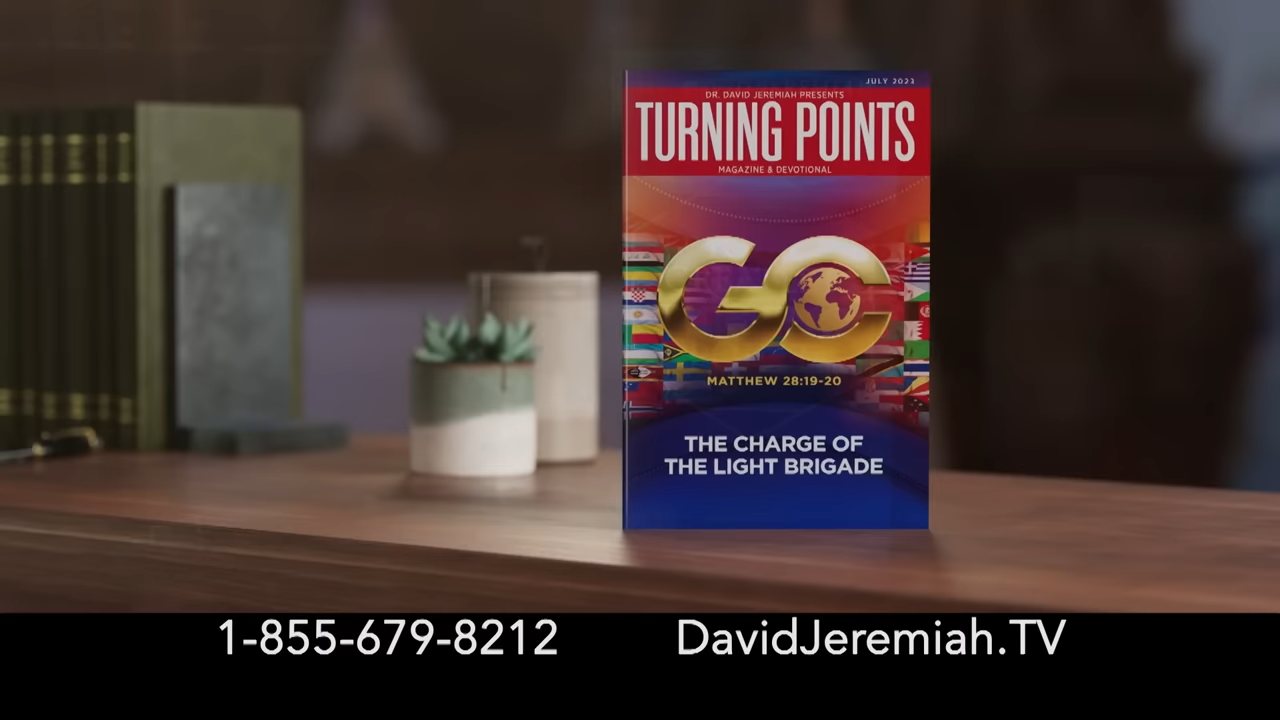 JULY 2023
DR. DAVID JEREMIAH PRESENTS
TURNING POINTS
MAGAZINE & DEVOTIONAL
GO
MATTHEW 28:19-20
THE CHARGE OF
THE LIGHT BRIGADE
1-855-679-8212
DavidJeremiah.TV